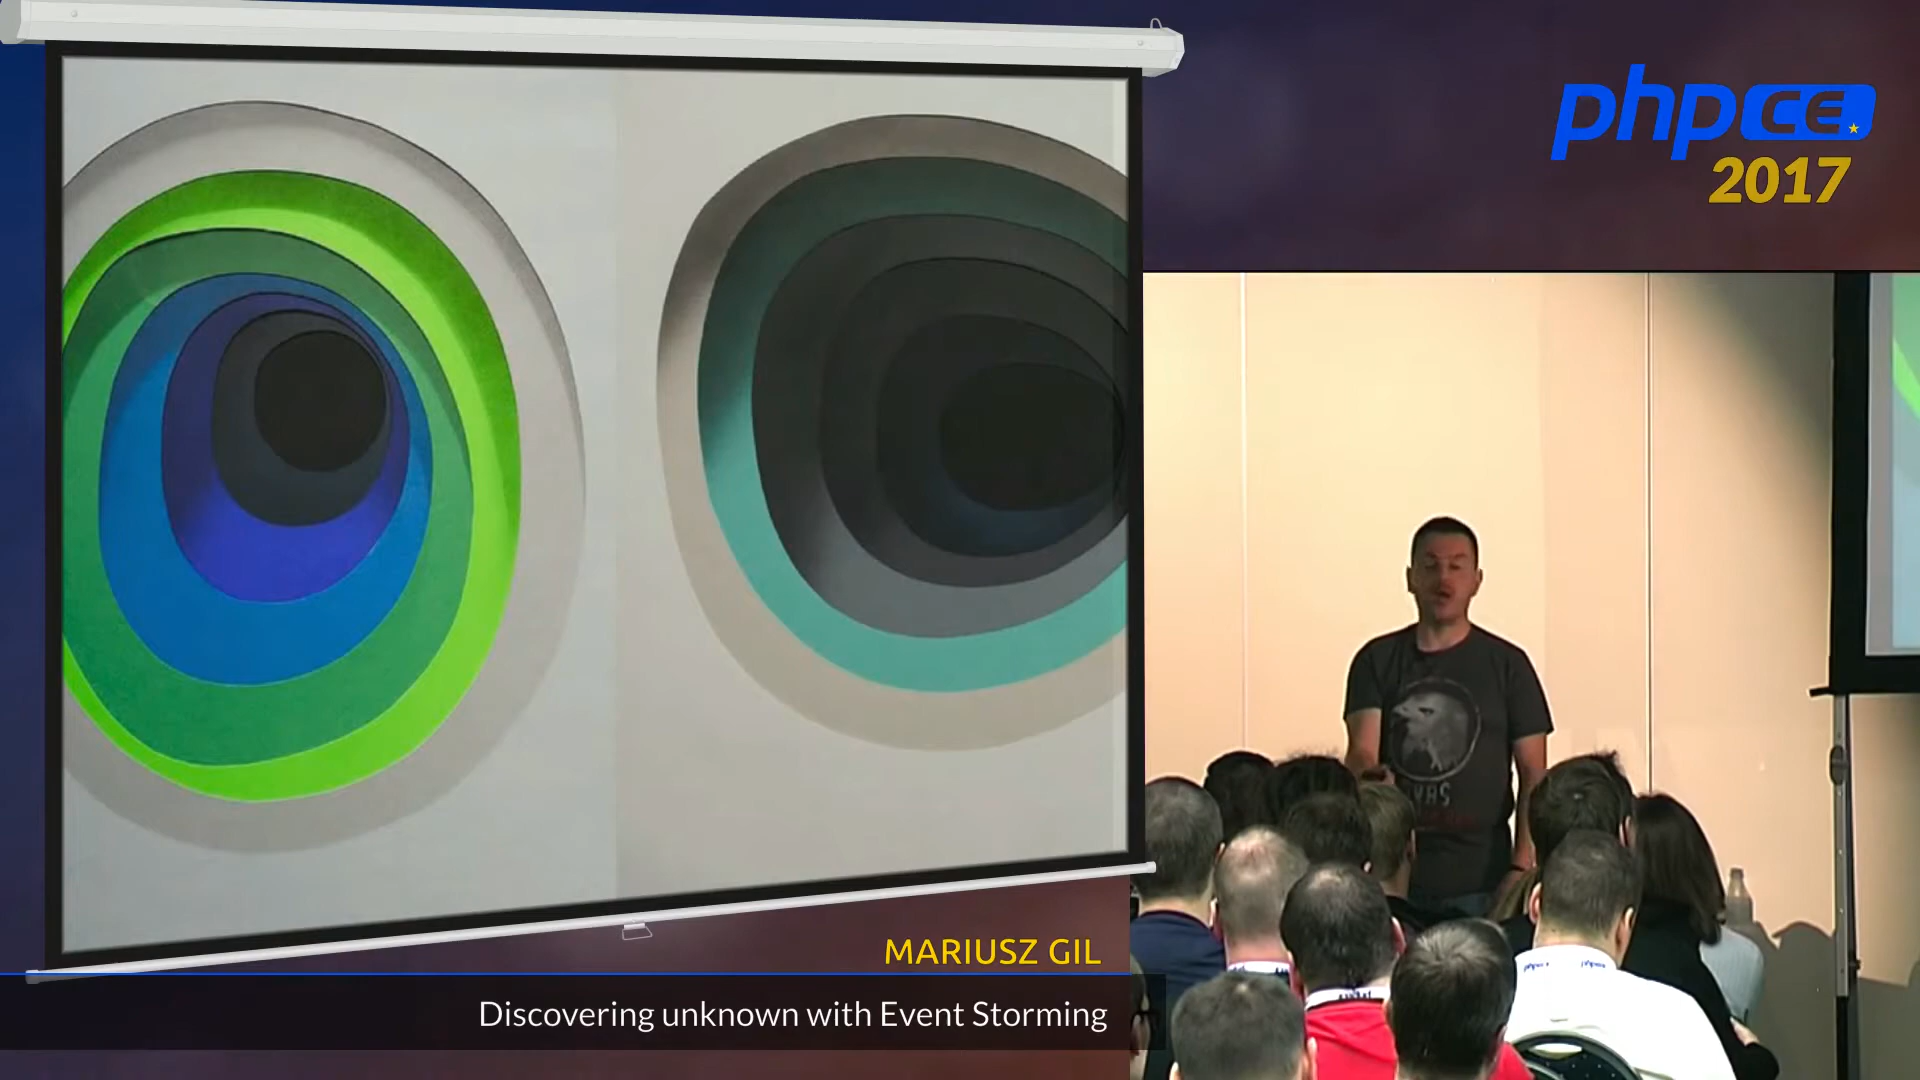 phpCE
2017
MARIUSZ GIL
Discovering unknown with Event Storming